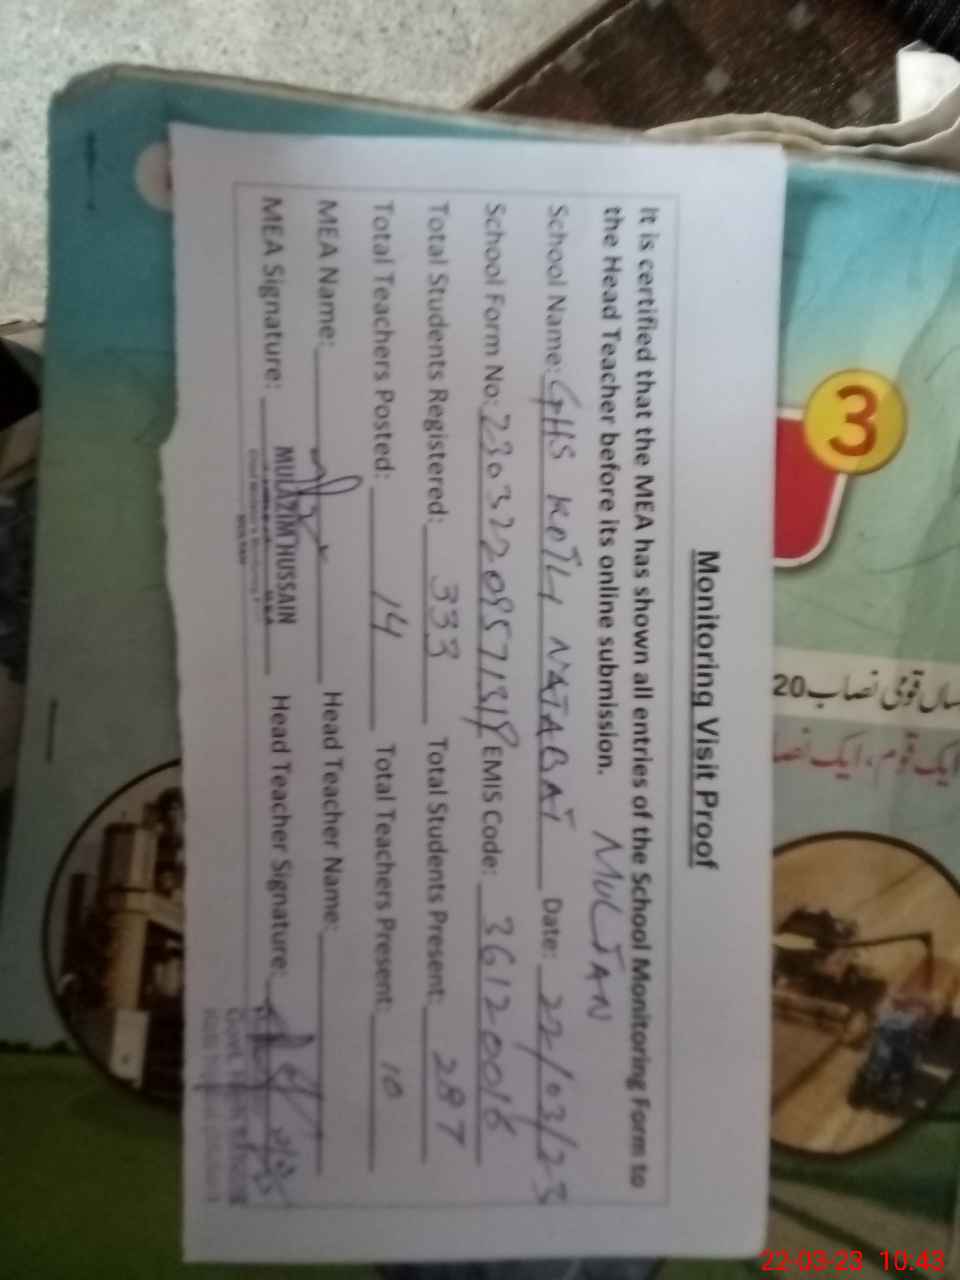 Monitoring Visit Proof
It is certified that the MEA has shown all entries of the School Monitoring Form to
the Head Teacher before its online submission. MULTAN
School Name: GHS KOTLI NAJABAT Date: 22/03/23
School Form No: EMIS Code: 36120016
Total Students Registered: 333 Total Students Present: 287
Total Teachers Posted: 14 Total Teachers Present: 10
MEA Name: Head Teacher Name:
MEA Signature: MULAZIM HUSSAIN Head Teacher Signature:
3
قومی نصاب 20
ایک قوم، ایک
22-03-23 10:43